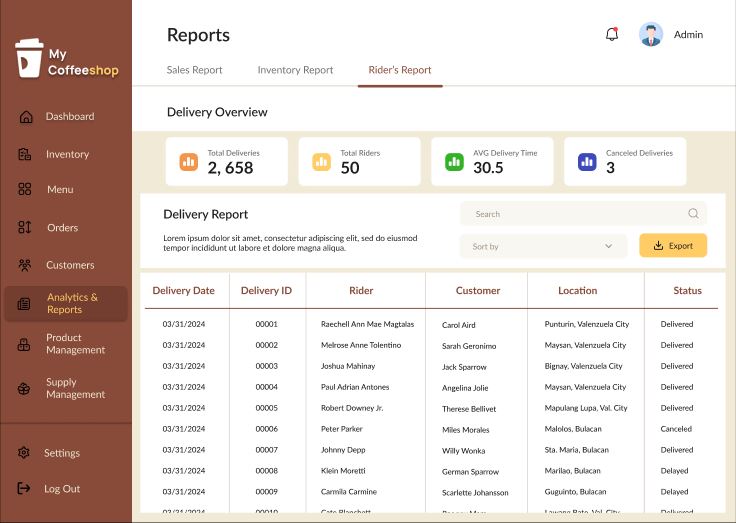 My
Coffeeshop
Dashboard
Inventory
Menu
Orders
Customers
Analytics &
Reports
Product
Management
Supply
Management
Settings
Log Out
Reports
Admin
Sales Report
Inventory Report
Rider's Report
Delivery Overview
Total Deliveries
2, 658
Total Riders
50
AVG Delivery Time
30.5
Canceled Deliveries
3
Delivery Report
Lorem ipsum dolor sit amet, consectetur adipiscing elit, sed do eiusmod
tempor incididunt ut labore et dolore magna aliqua.
Search
Sort by
Export
Delivery Date Delivery ID Rider Customer Location Status
03/31/2024 00001 Raechell Ann Mae Magtalas Carol Aird Punturin, Valenzuela City Delivered
03/31/2024 00002 Melrose Anne Tolentino Sarah Geronimo Maysan, Valenzuela City Delivered
03/31/2024 00003 Joshua Mahinay Jack Sparrow Bignay, Valenzuela City Delivered
03/31/2024 00004 Paul Adrian Antones Angelina Jolie Maysan, Valenzuela City Delivered
03/31/2024 00005 Robert Downey Jr. Therese Bellivet Mapulang Lupa, Val. City Delivered
03/31/2024 00006 Peter Parker Miles Morales Malolos, Bulacan Canceled
03/31/2024 00007 Johnny Depp Willy Wonka Sta. Maria, Bulacan Delivered
03/31/2024 00008 Klein Moretti German Sparrow Marilao, Bulacan Delayed
03/31/2024 00009 Carmila Carmine Scarlette Johansson Guguinto, Bulacan Delayed
03/31/2024 00010 Cate Blanchett Lawang Bato, Val. City Delivered